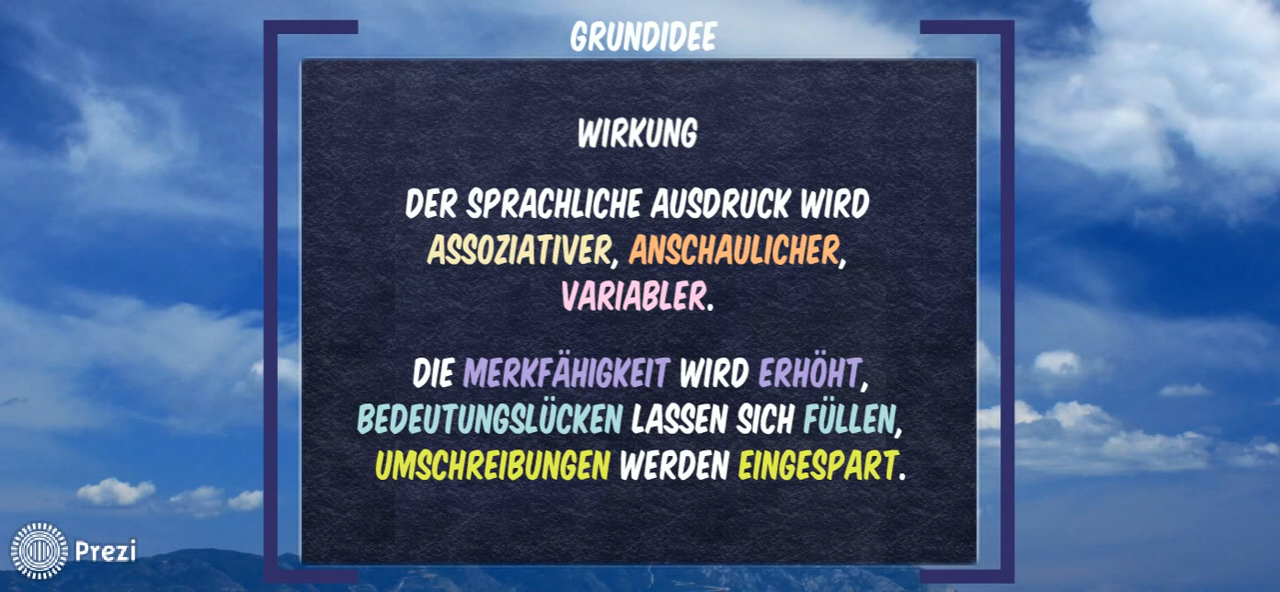 GRUNDIDEE
WIRKUNG
DER SPRACHLICHE AUSDRUCK WIRD
ASSOZIATIVER, ANSCHAULICHER,
VARIABLER.
DIE MERKFÄHIGKEIT WIRD ERHÖHT,
BEDEUTUNGSLÜCKEN LASSEN SICH FÜLLEN,
UMSCHREIBUNGEN WERDEN EINGESPART.
Prezi